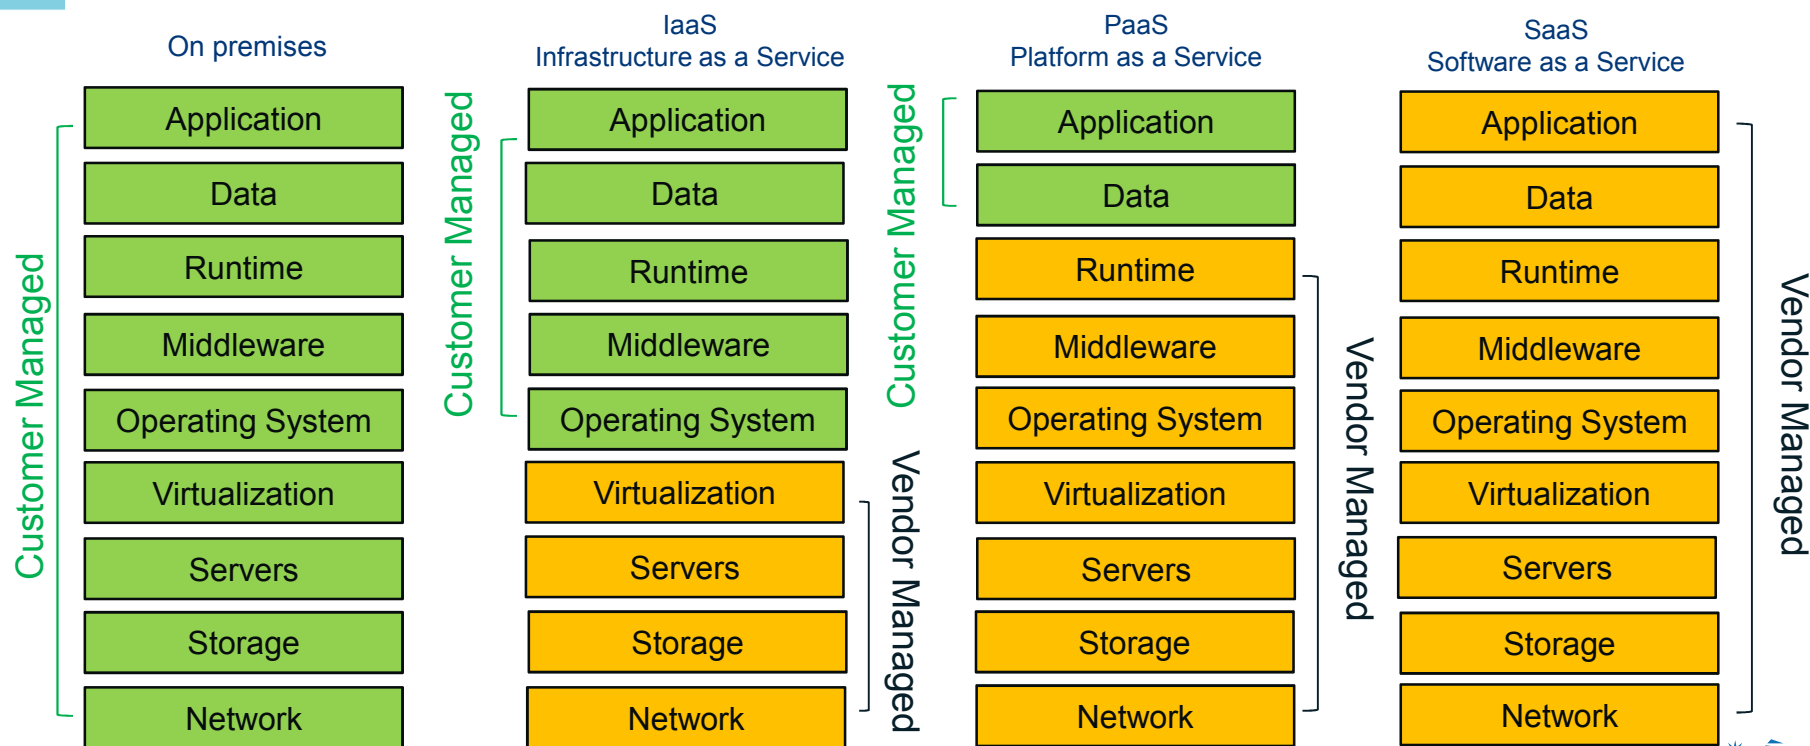 On premises
Customer Managed
Application
Data
Runtime
Middleware
Operating System
Virtualization
Servers
Storage
Network
IaaS
Infrastructure as a Service
Customer Managed
Application
Data
Runtime
Middleware
Operating System
Virtualization
Servers
Storage
Network
Vendor Managed
PaaS
Platform as a Service
Customer Managed
Application
Data
Runtime
Middleware
Operating System
Virtualization
Servers
Storage
Network
Vendor Managed
SaaS
Software as a Service
Application
Data
Runtime
Middleware
Operating System
Virtualization
Servers
Storage
Network
Vendor Managed